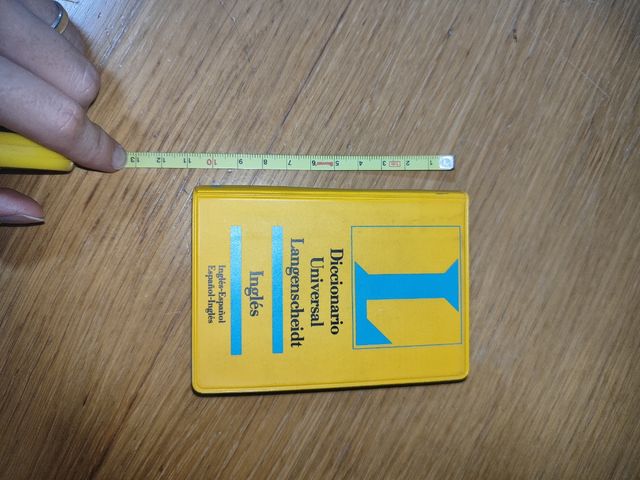 L
Diccionario
Universal
Langenscheidt
Inglés
Inglés-Español
Español-Inglés
1 2 3 4 5 6 7 8 9 10 11 12 13